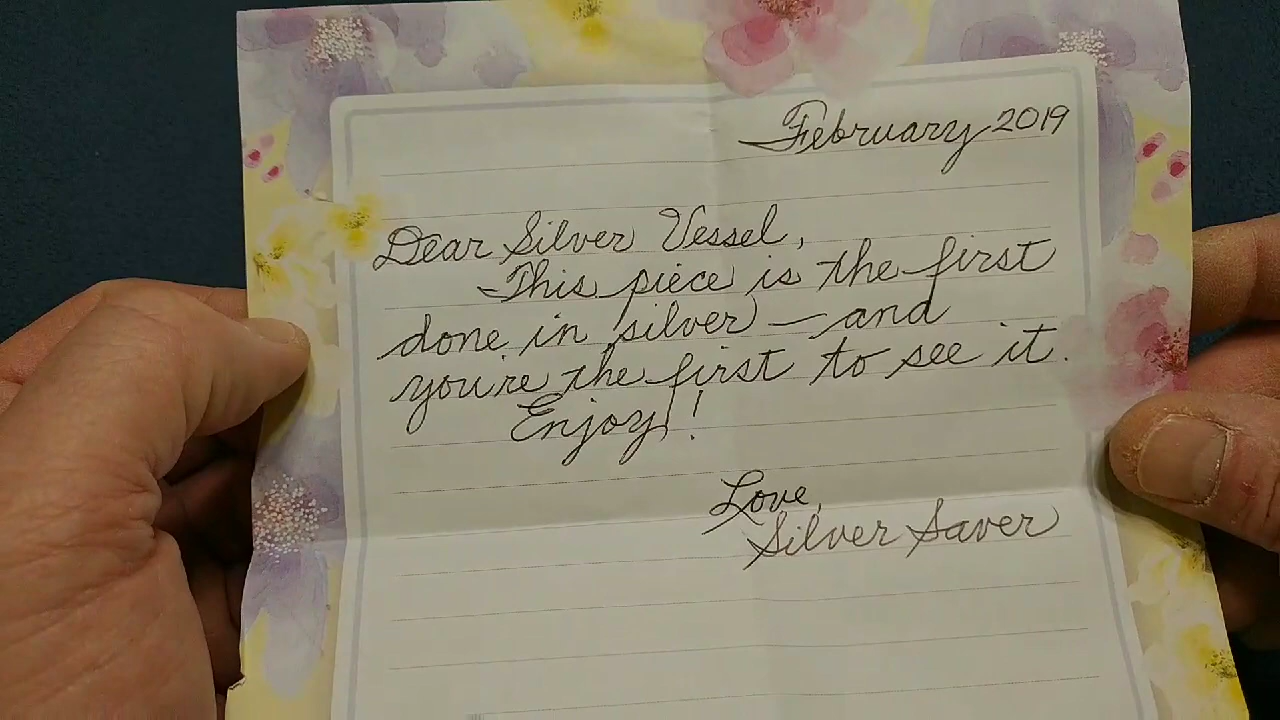 February 2019
Dear Silver Vessel,
This piece is the first
done in silver — and
you're the first to see it.
Enjoy!!
Love,
Silver Saver